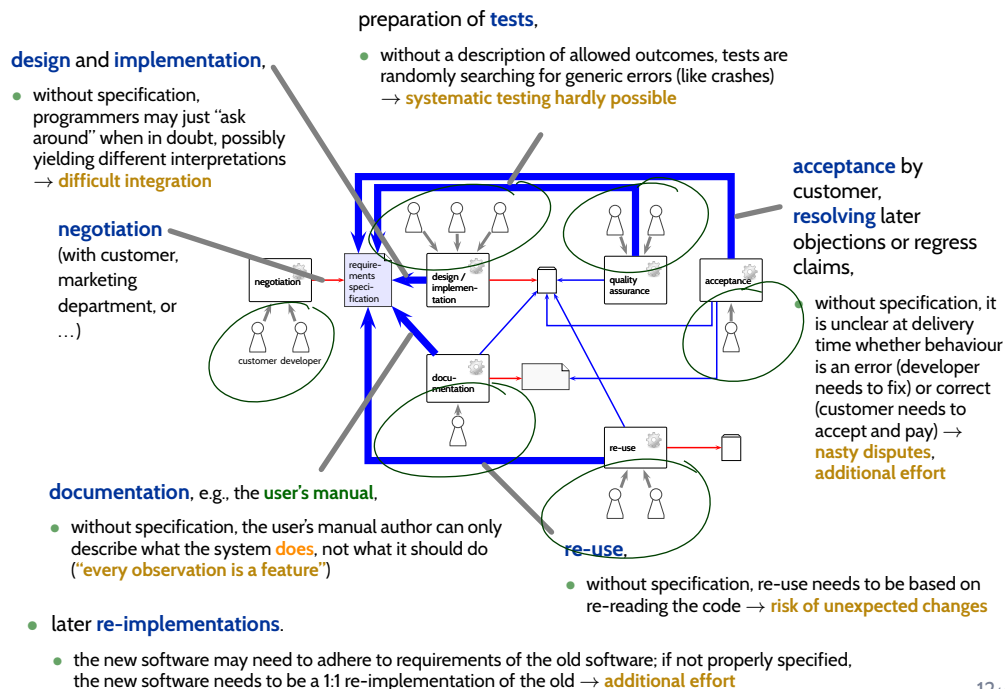 preparation of tests,
• without a description of allowed outcomes, tests are
randomly searching for generic errors (like crashes)
→ systematic testing hardly possible
design and implementation,
• without specification,
programmers may just “ask
around” when in doubt, possibly
yielding different interpretations
→ difficult integration
negotiation
(with customer,
marketing
department, or
…)
acceptance by
customer,
resolving later
objections or regress
claims,
• without specification, it
is unclear at delivery
time whether behaviour
is an error (developer
needs to fix) or correct
(customer needs to
accept and pay) →
nasty disputes,
additional effort
negotiation
customer developer
require-
ments
speci-
fication
design /
implemen-
tation
quality
assurance
acceptance
docu-
mentation
re-use
documentation, e.g., the user’s manual,
• without specification, the user’s manual author can only
describe what the system does, not what it should do
(“every observation is a feature”)
re-use,
• without specification, re-use needs to be based on
re-reading the code → risk of unexpected changes
• later re-implementations.
• the new software may need to adhere to requirements of the old software; if not properly specified,
the new software needs to be a 1:1 re-implementation of the old → additional effort